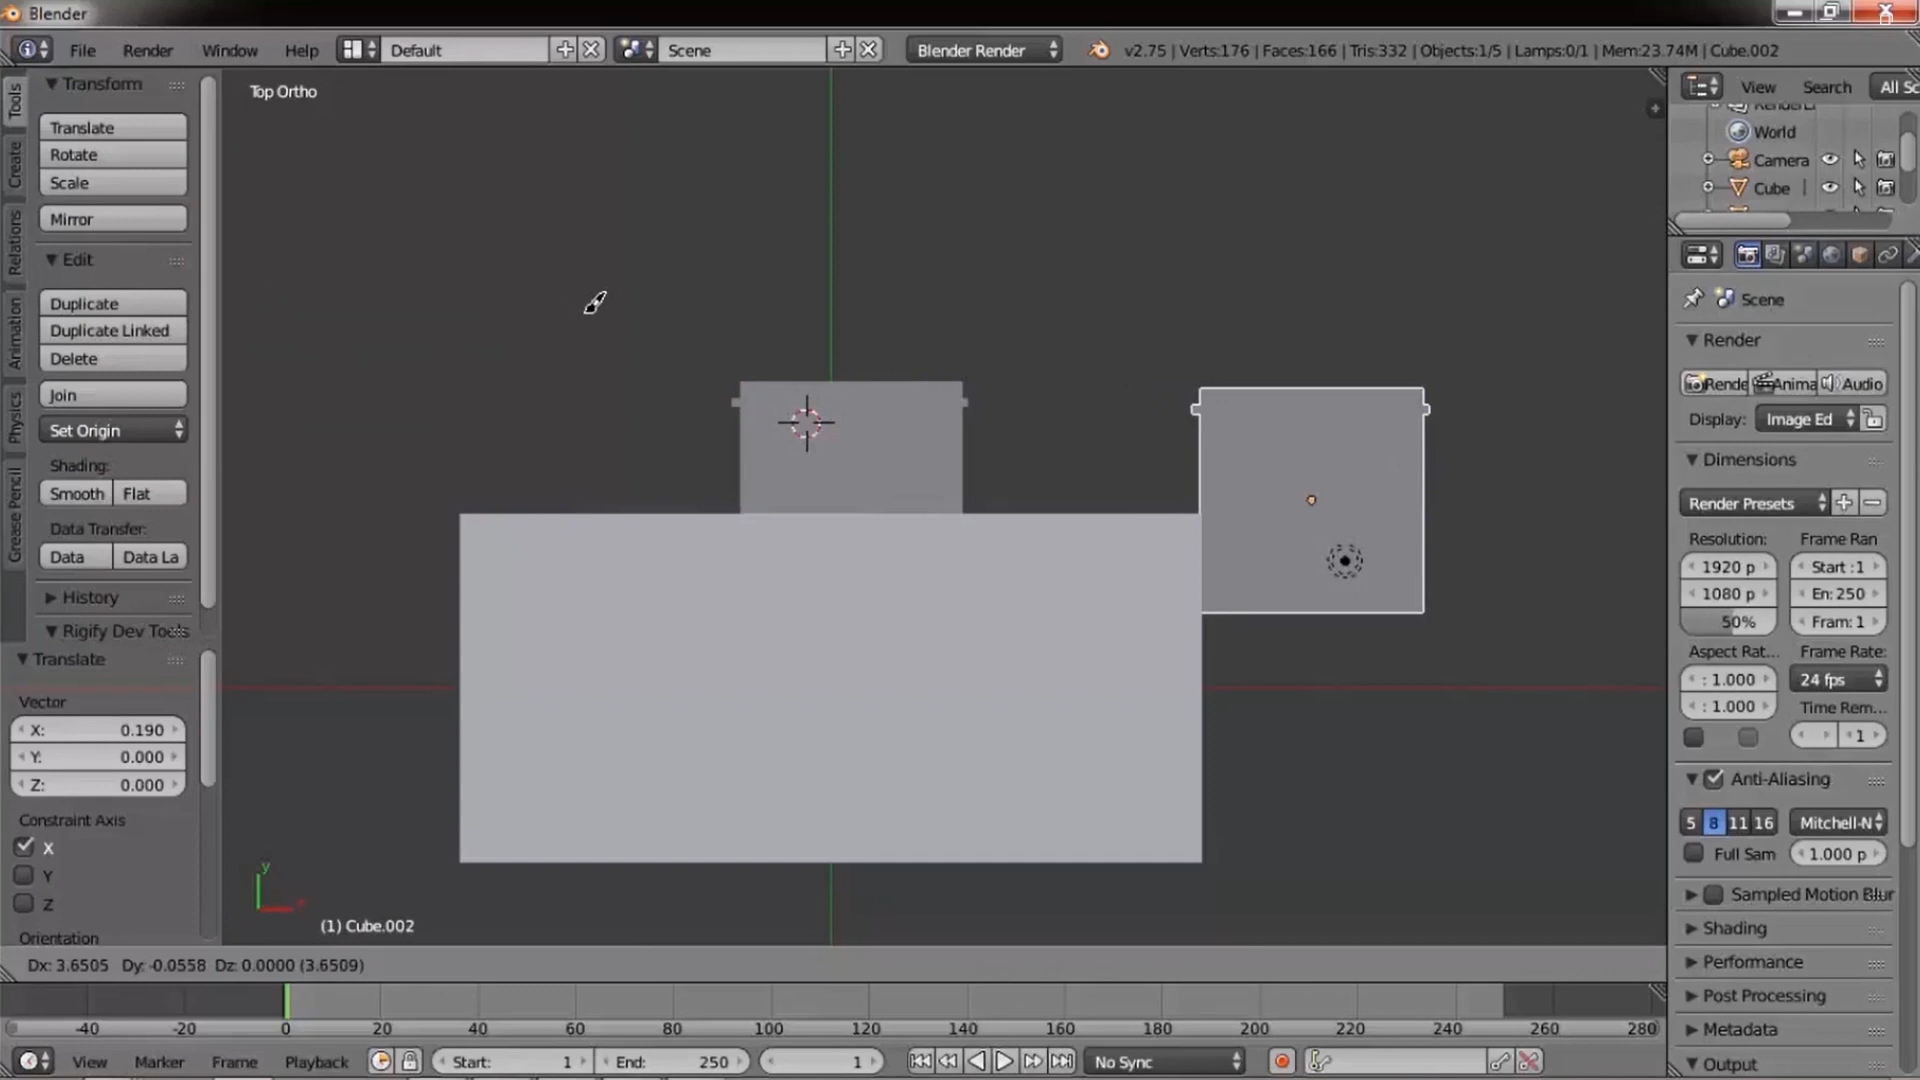 Blender
File Render Window Help Default Scene Blender Render v2.75 | Verts:176 | Faces:166 | Tris:332 | Objects:1/5 | Lamps:0/1 | Mem:23.74M | Cube.002
Tools
Create
Relations
Animation
Physics
Grease Pencil
Transform
Translate
Rotate
Scale
Mirror
Edit
Duplicate
Duplicate Linked
Delete
Join
Set Origin
Shading:
Smooth Flat
Data Transfer:
Data Data La
History
Rigify Dev Tools
Translate
Vector
X: 0.190
Y: 0.000
Z: 0.000
Constraint Axis
X
Y
Z
Orientation
Top Ortho
y
(1) Cube.002
Dx: 3.6505 Dy: -0.0558 Dz: 0.0000 (3.6509)
View Search All Sc
World
Camera
Cube
Scene
Render
Rende Anima Audio
Display: Image Ed
Dimensions
Render Presets
Resolution: Frame Ran
1920 p Start :1
1080 p En: 250
50% Fram: 1
Aspect Rat... Frame Rate:
: 1.000 24 fps
: 1.000 Time Rem...
1
Anti-Aliasing
5 8 11 16 Mitchell-N
Full Sam 1.000 p
Sampled Motion Blur
Shading
Performance
Post Processing
Metadata
Output
-40 -20 0 20 40 60 80 100 120 140 160 180 200 220 240 260 280
View Marker Frame Playback Start: 1 End: 250 1 No Sync